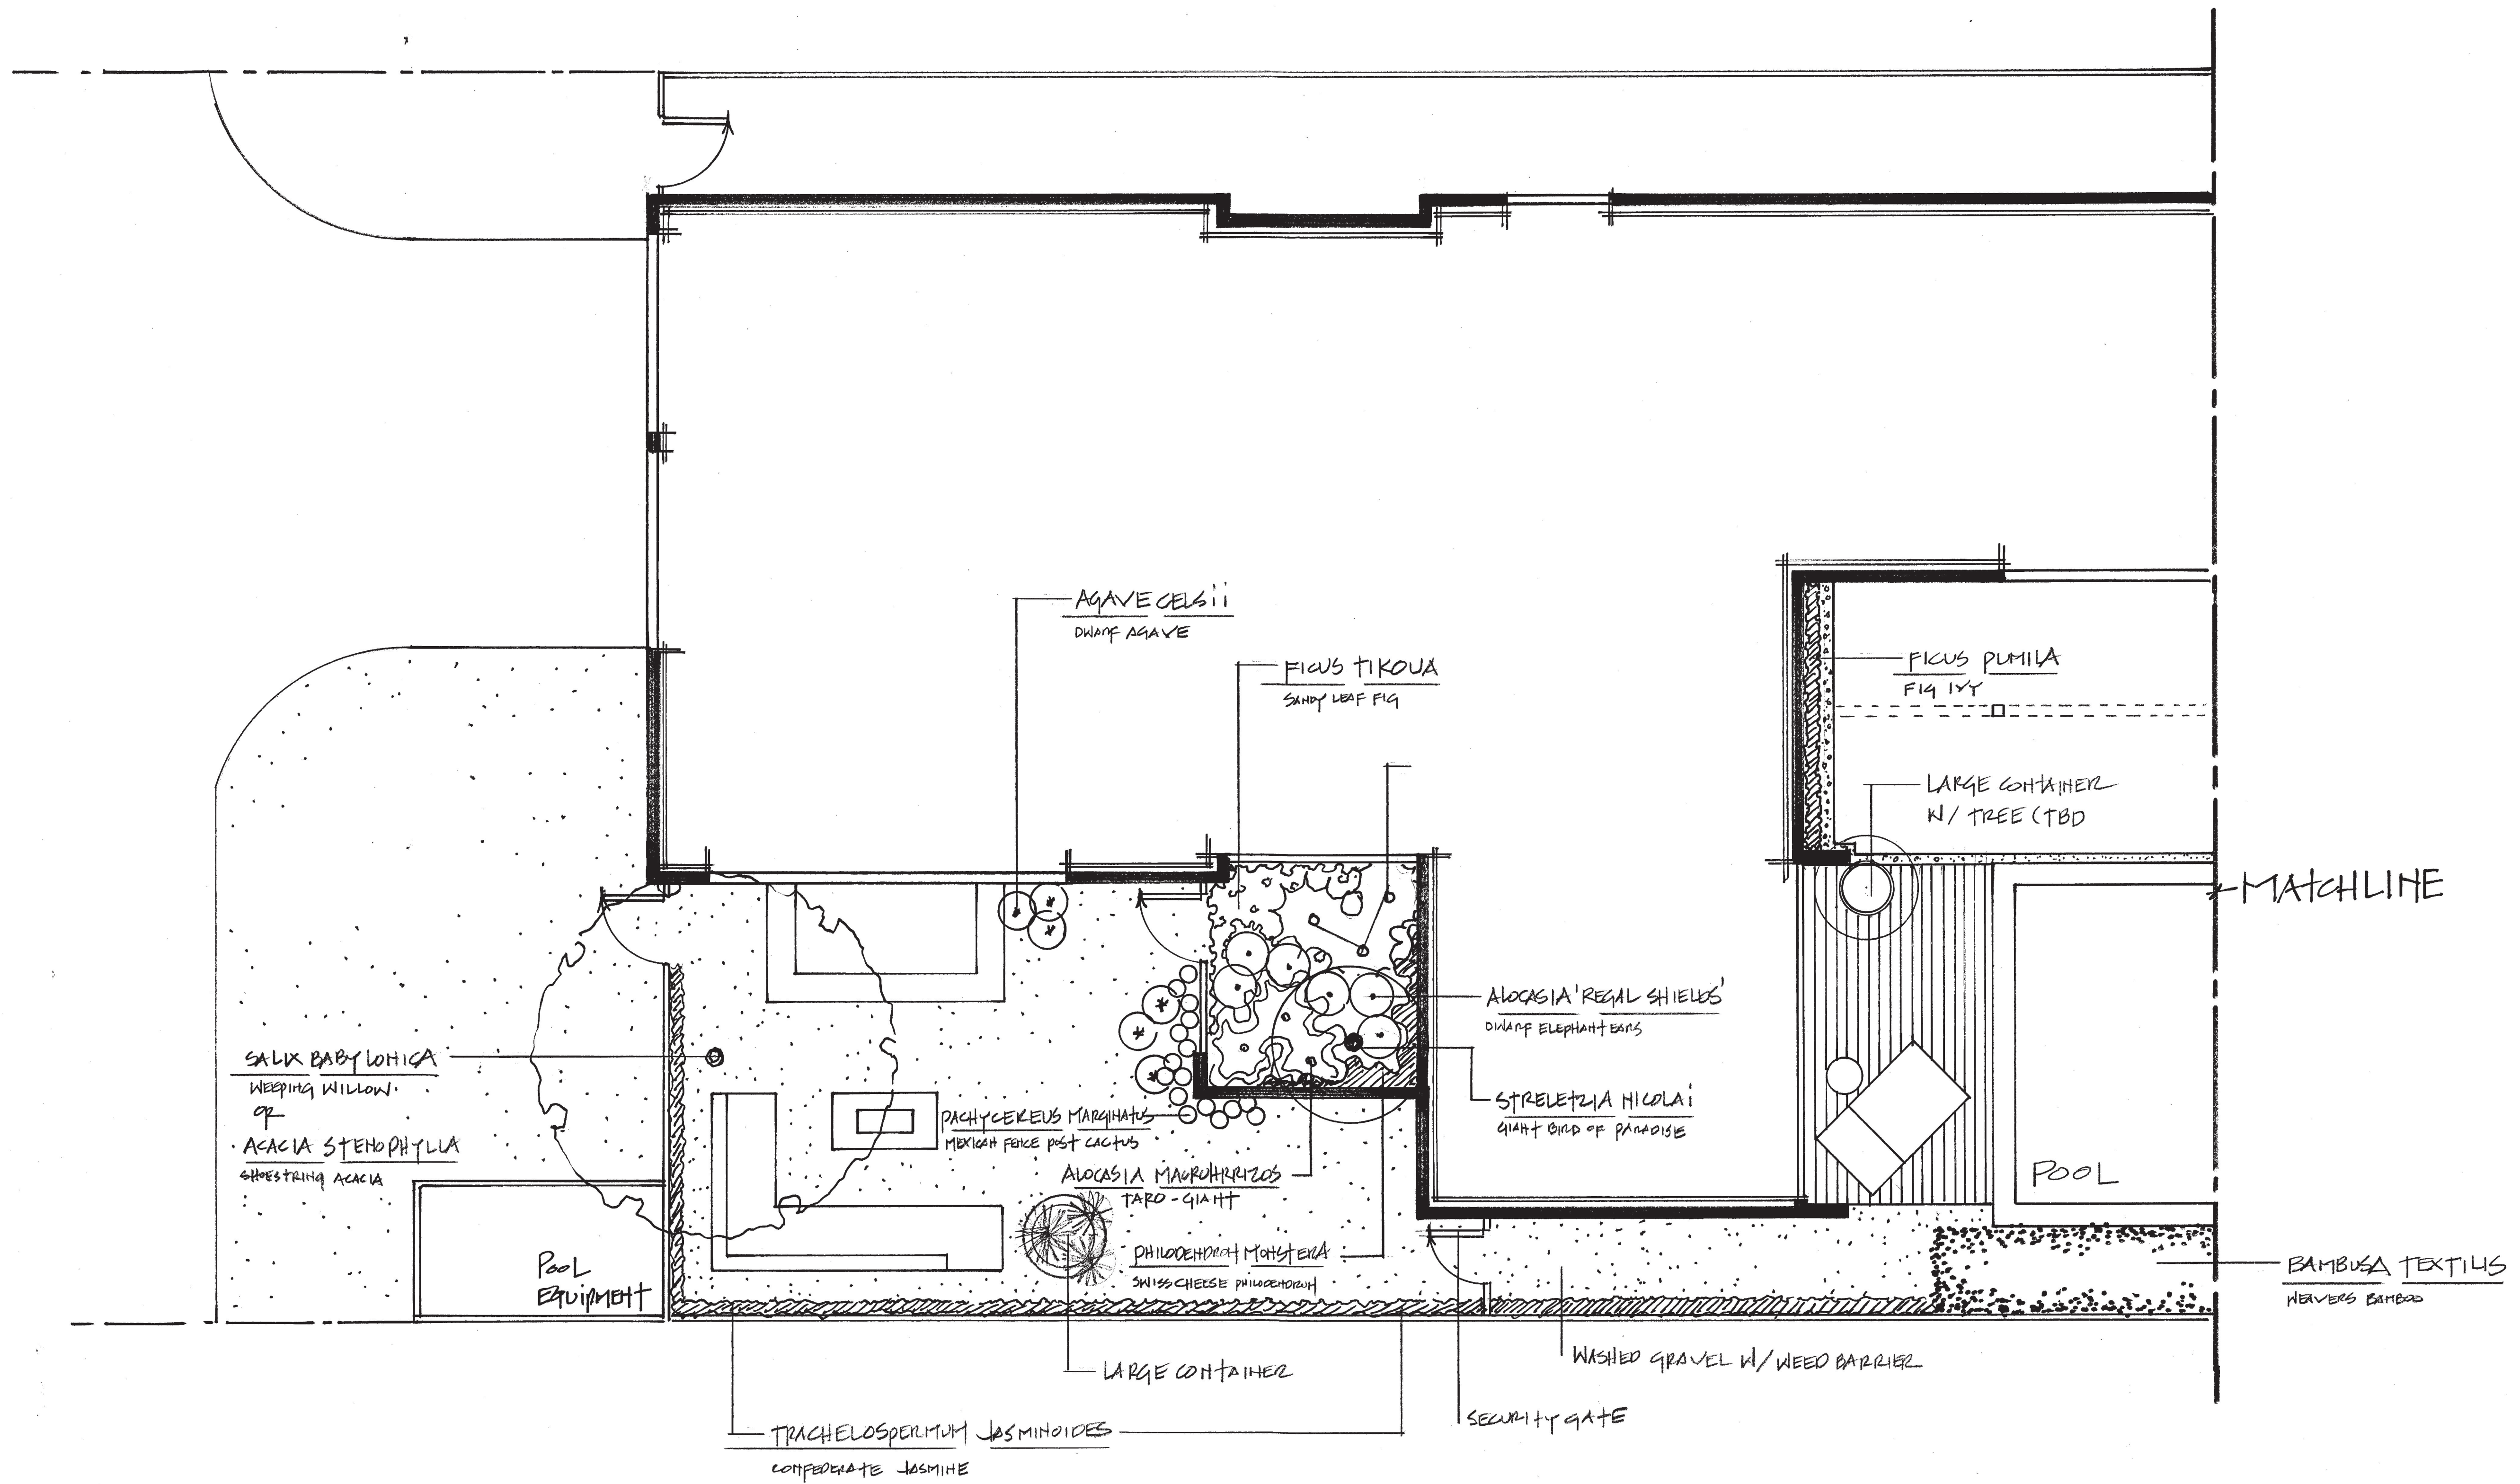 AGAVE CELSII
DWARF AGAVE
FICUS TIKOUA
SANDY LEAF FIG
FICUS PUMILA
FIG IVY
LARGE CONTAINER
W/ TREE (TBD
MATCHLINE
ALOCASIA 'REGAL SHIELDS'
DWARF ELEPHANT EARS
SALIX BABYLONICA
WEEPING WILLOW.
OR
ACACIA STENOPHYLLA
SHOESTRING ACACIA
PACHYCEREUS MARGINATUS
MEXICAN FENCE POST CACTUS
STRELETZIA NICOLAI
GIANT BIRD OF PARADISE
ALOCASIA MACROHRRIZOS
TARO - GIANT
POOL
POOL
EQUIPMENT
PHILODENDRON MONSTERA
SWISS CHEESE PHILODENDRUM
BAMBUSA TEXTILIS
WEAVERS BAMBOO
WASHED GRAVEL W/ WEED BARRIER
LARGE CONTAINER
SECURITY GATE
TRACHELOSPERMUM JASMINOIDES
CONFEDERATE JASMINE